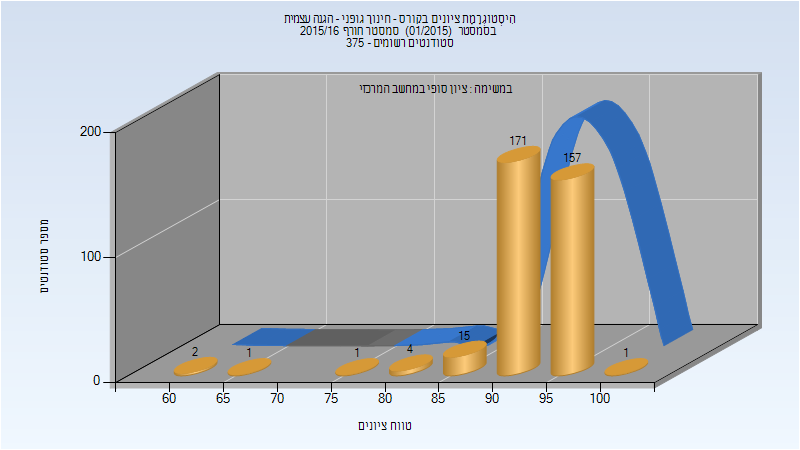 היסטוגרמת ציונים בקורס - חינוך גופני - הגנה עצמית
בסמסטר (01/2015) סמסטר חורף 2015/16
סטודנטים רשומים - 375
במשימה : ציון סופי במחשב המרכזי
מספר סטודנטים
200
100
0
2
1
1
4
15
171
157
1
60 65 70 75 80 85 90 95 100
טווח ציונים